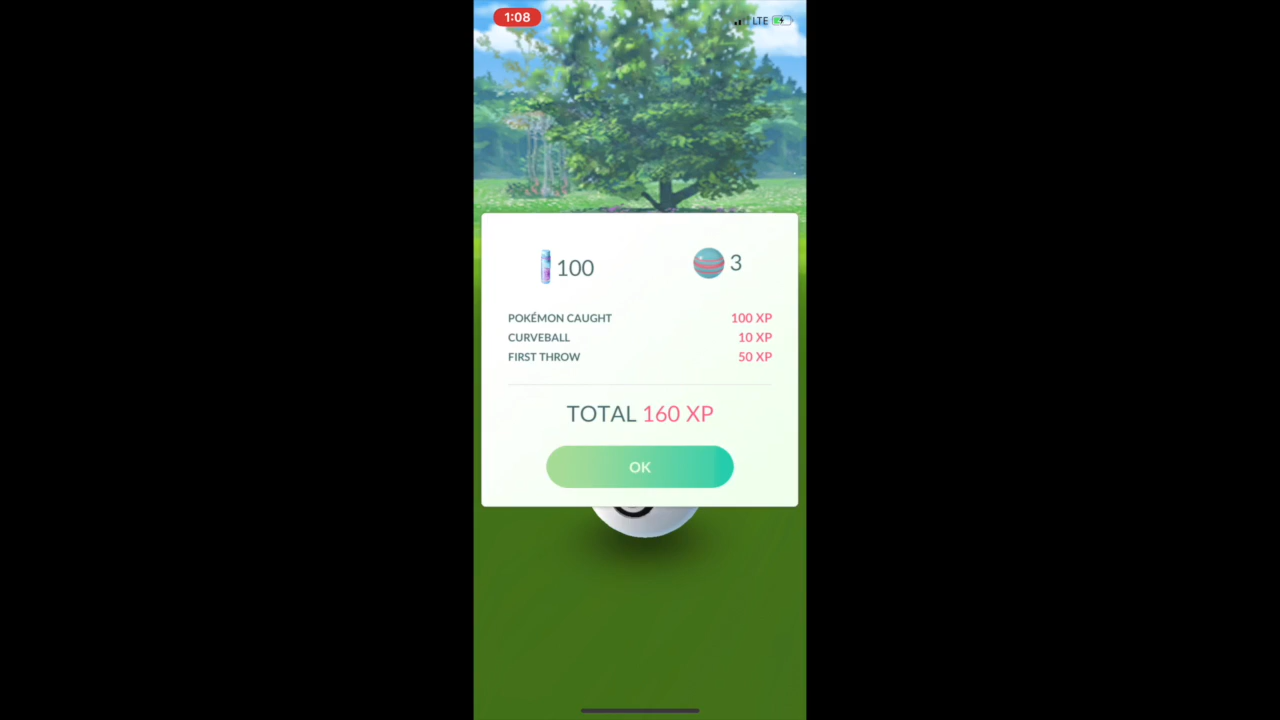 1:08
LTE
100
3
POKÉMON CAUGHT 100 XP
CURVEBALL 10 XP
FIRST THROW 50 XP
TOTAL 160 XP
OK